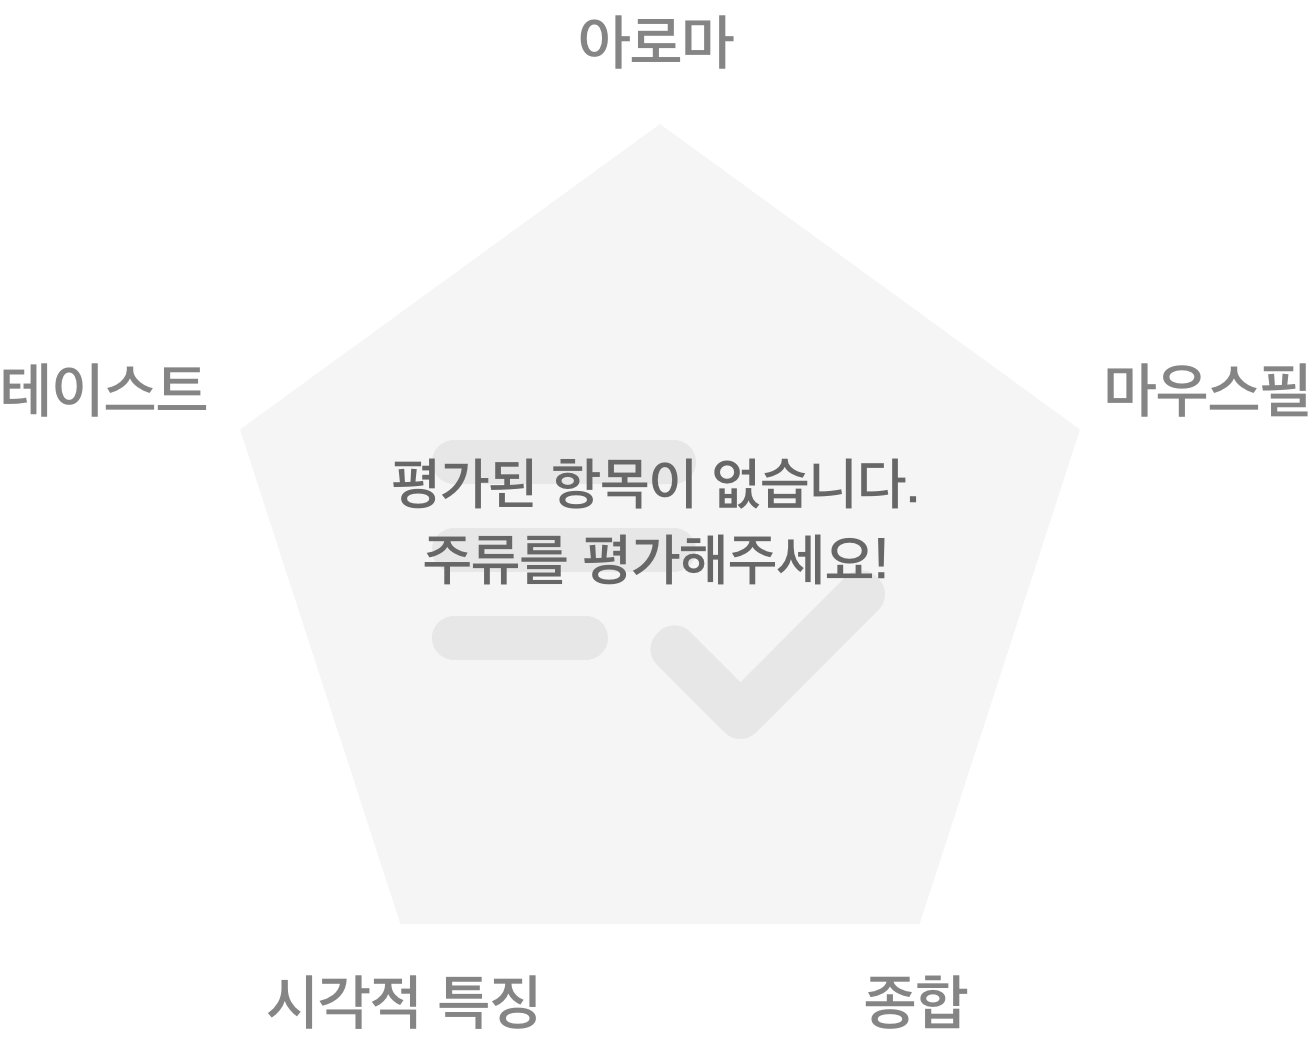 아로마
테이스트
마우스필
평가된 항목이 없습니다.
주류를 평가해주세요!
시각적 특징
종합